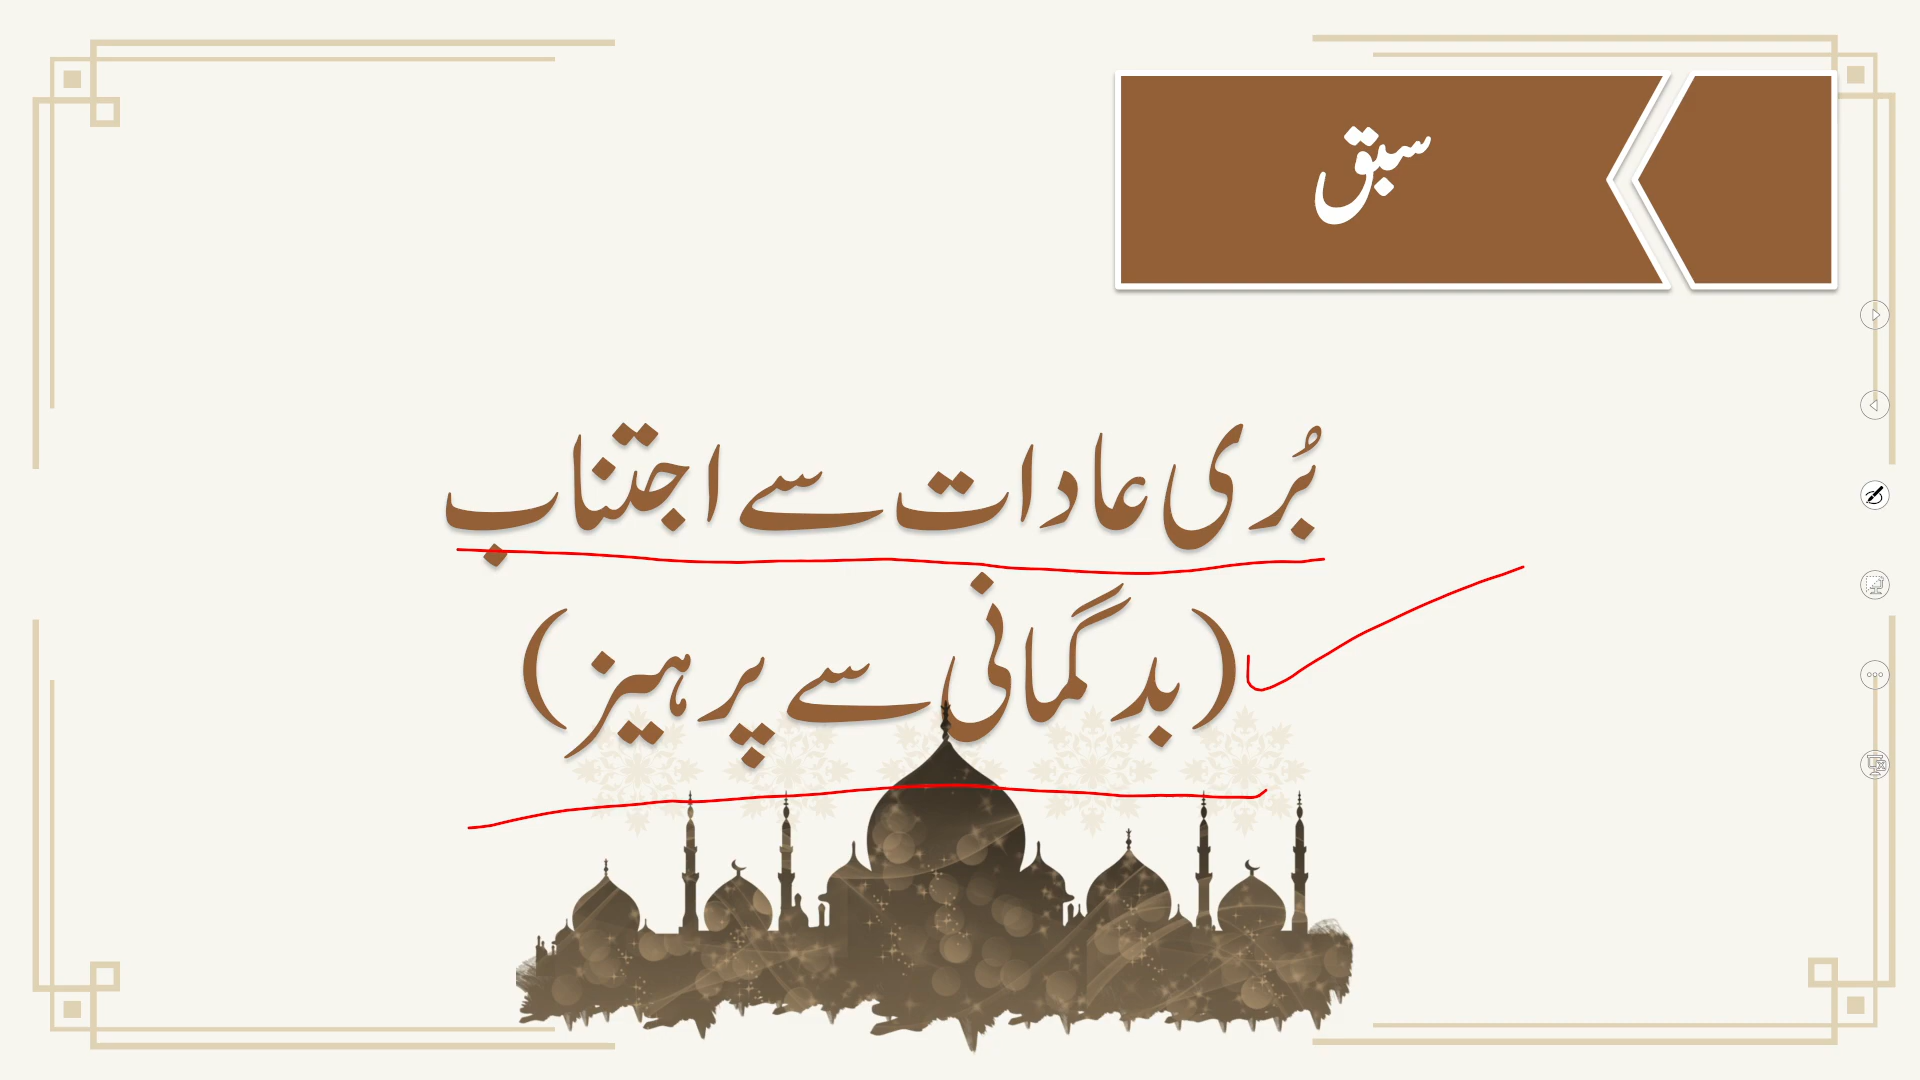 سبق
بُری عادات سے اجتناب
(بدگمانی سے پرہیز)